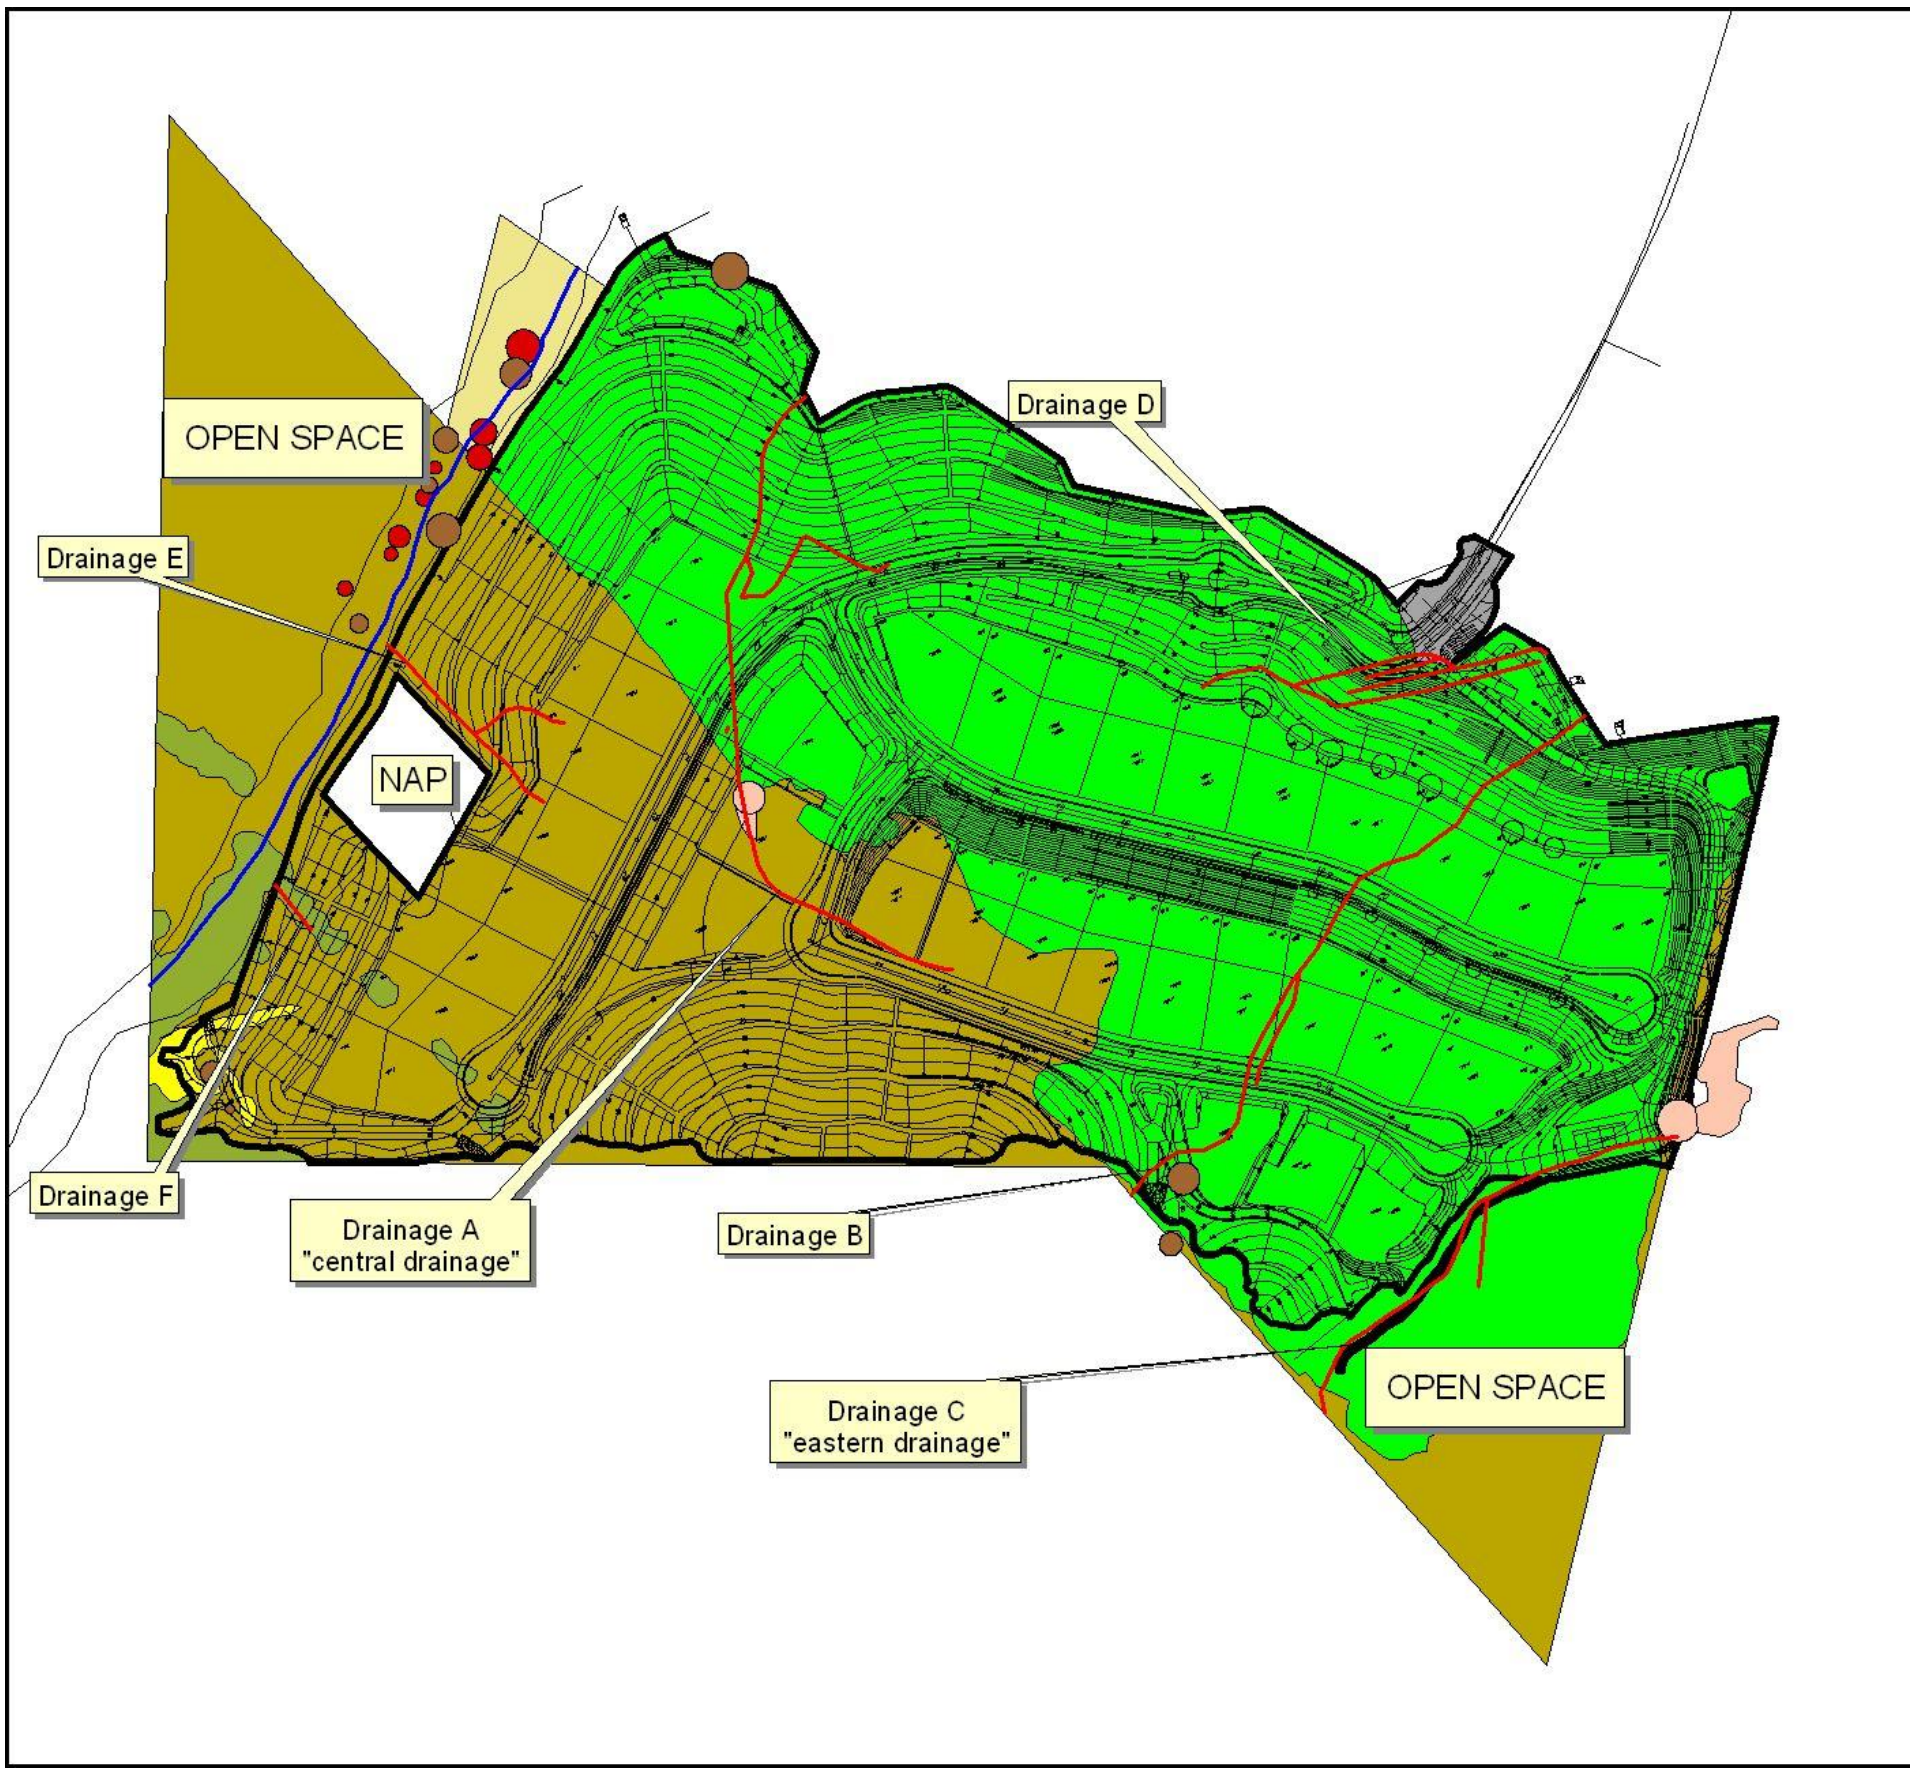 Drainage D
OPEN SPACE
Drainage E
NAP
Drainage F
Drainage A
"central drainage"
Drainage B
OPEN SPACE
Drainage C
"eastern drainage"